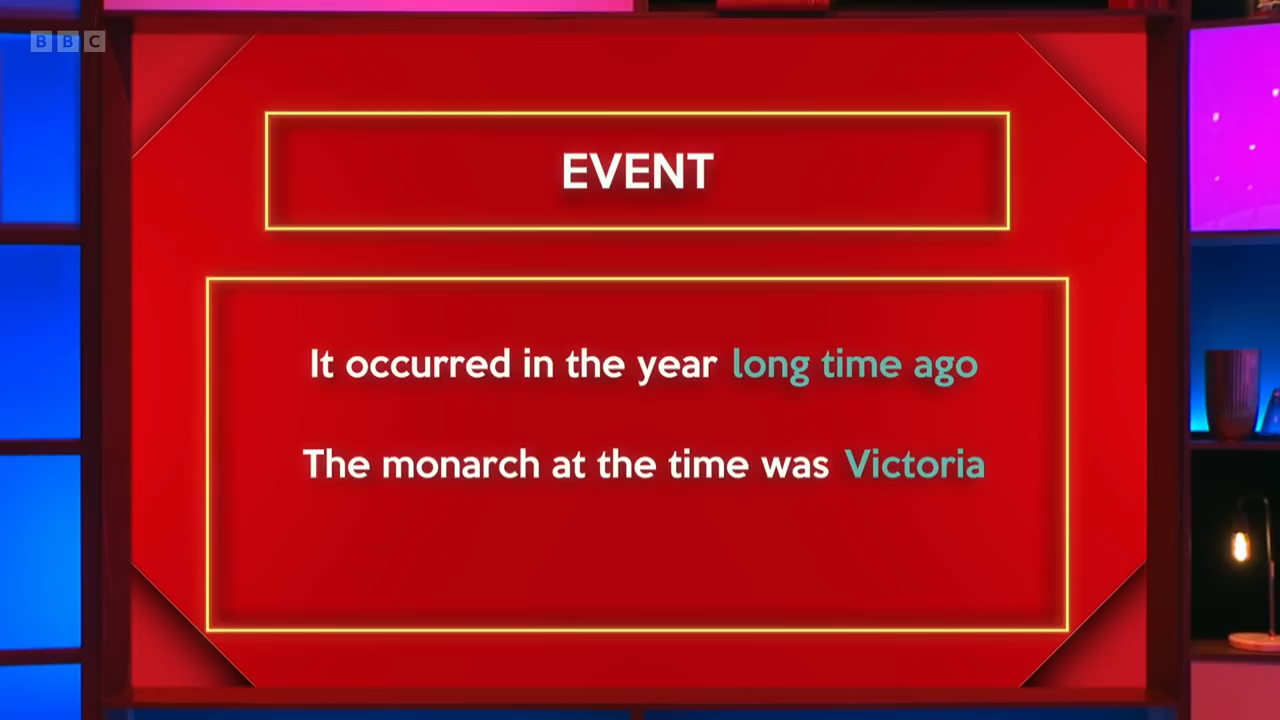 BBC
EVENT
It occurred in the year long time ago
The monarch at the time was Victoria